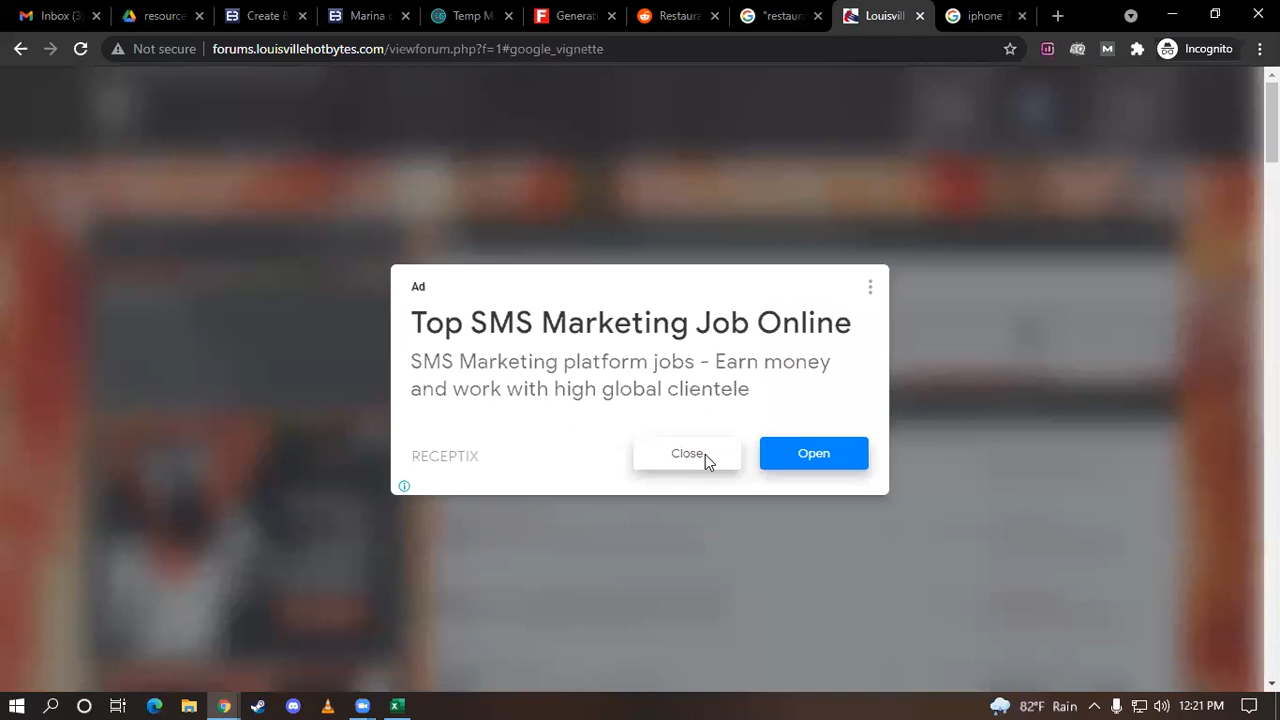 Inbox (3)
resource
Create B
Marina c
Temp M
Generate
Restaura
"restaur
Louisvill
iphone
Not secure
forums.louisvillehotbytes.com/viewforum.php?f=1#google_vignette
Incognito
Ad
Top SMS Marketing Job Online
SMS Marketing platform jobs - Earn money
and work with high global clientele
RECEPTIX
Close
Open
82°F Rain
12:21 PM